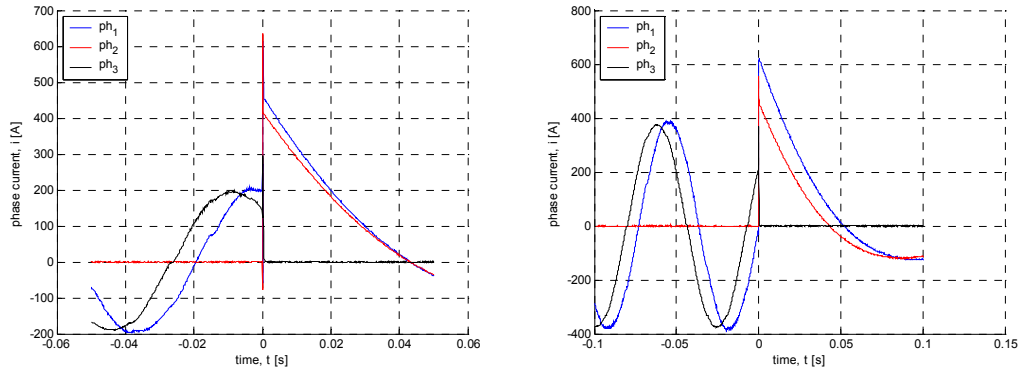 700
600
500
400
300
200
100
0
-100
-200
-0.06 -0.04 -0.02 0 0.02 0.04 0.06
time, t [s]
phase current, i [A]
ph1
ph2
ph3
800
600
400
200
0
-200
-400
-0.1 -0.05 0 0.05 0.1 0.15
time, t [s]
phase current, i [A]
ph1
ph2
ph3